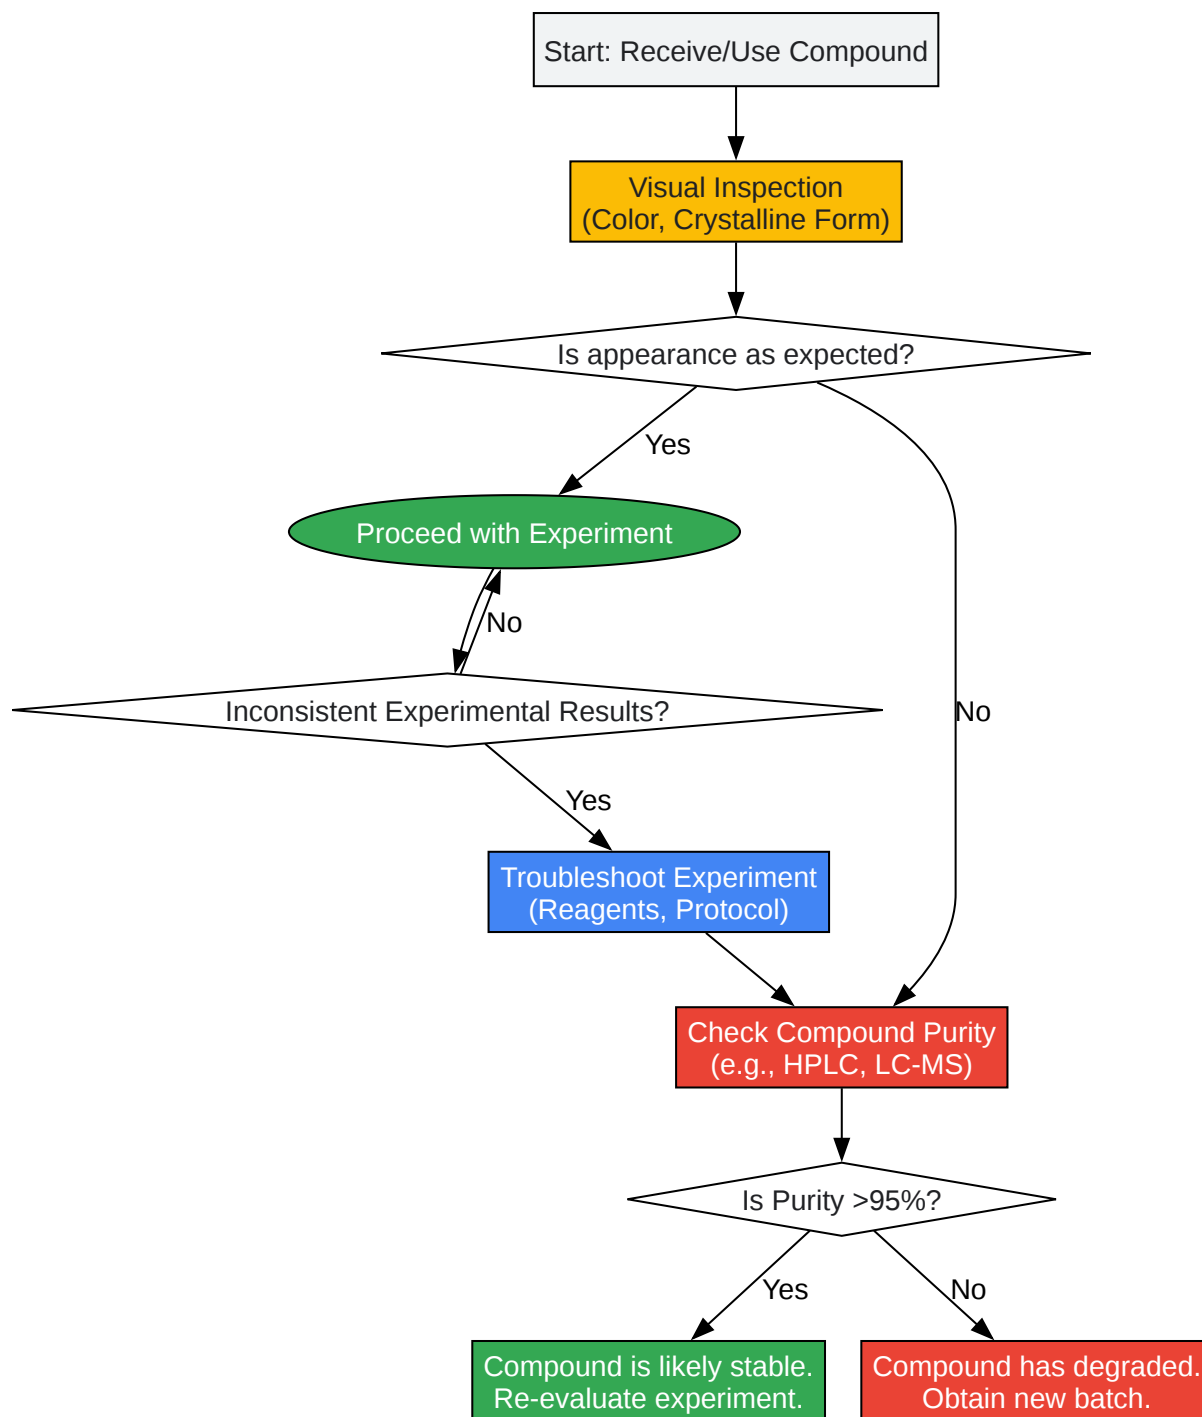 Start: Receive/Use Compound
Visual Inspection
(Color, Crystalline Form)
Is appearance as expected?
Yes
Proceed with Experiment
No
Inconsistent Experimental Results?
No
Yes
Troubleshoot Experiment
(Reagents, Protocol)
Check Compound Purity
(e.g., HPLC, LC-MS)
Is Purity >95%?
Yes
No
Compound is likely stable.
Re-evaluate experiment.
Compound has degraded.
Obtain new batch.